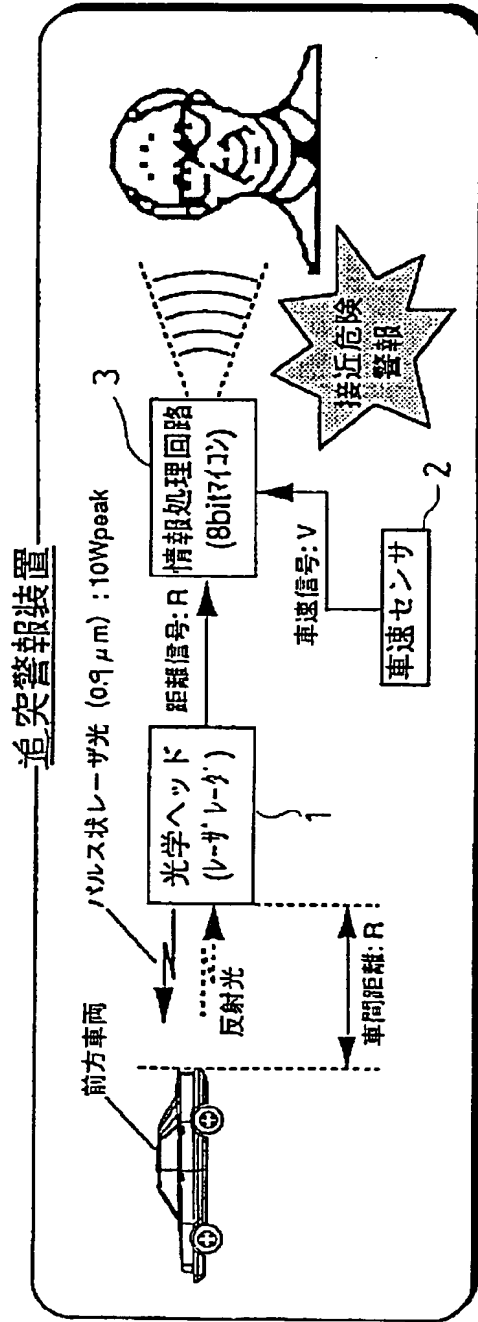 追突警報装置
前方車両
パルス状レーザ光 (0.9μm) : 10Wpeak
反射光
車間距離: R
光学ヘッド
(レーザレーダ)
1
距離信号: R
情報処理回路
(8bitマイコン)
3
車速信号: V
車速センサ
2
接近危険
警報